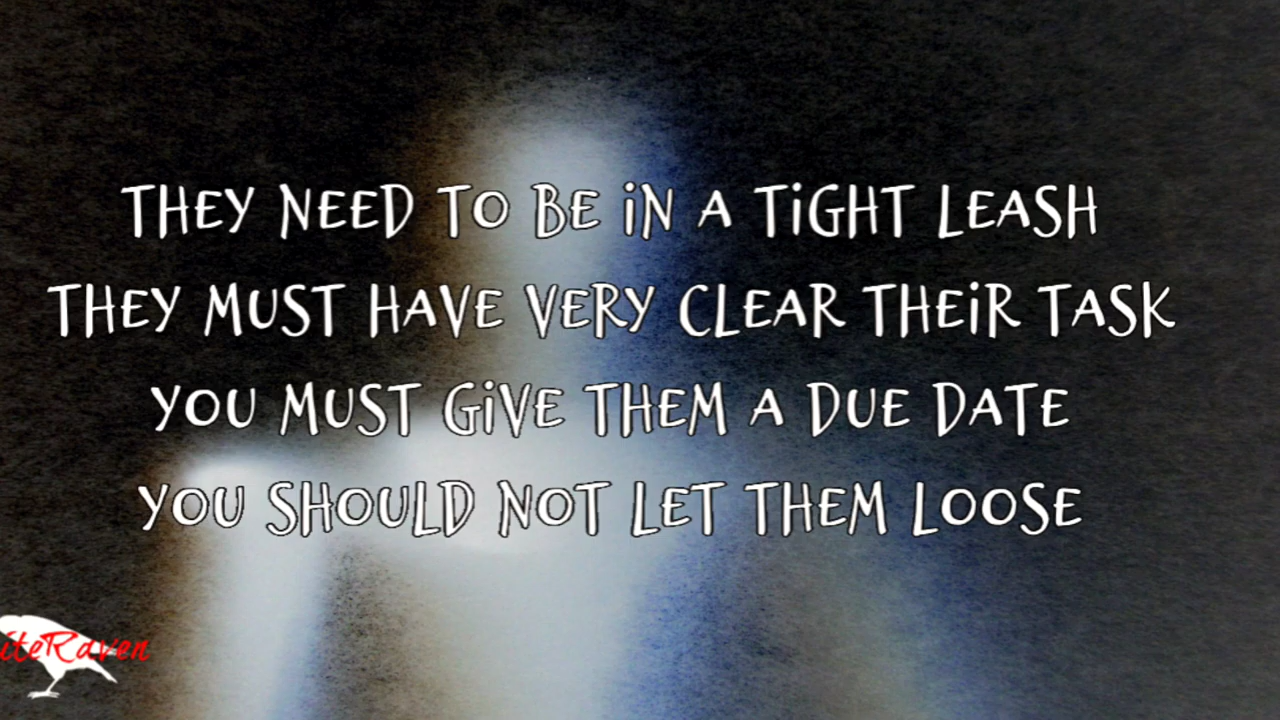 THEY NEED TO BE iN A TiGHT LEASH
THEY MUST HAVE VERY CLEAR THEiR TASK
YOU MUST GiVE THEM A DUE DATE
YOU SHOULD NOT LET THEM LOOSE
iteRaven